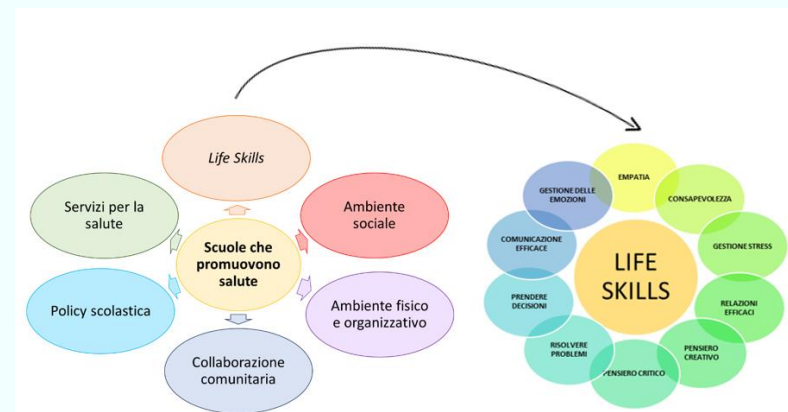 Life Skills
Servizi per la
salute
Ambiente
sociale
Scuole che
promuovono
salute
Policy scolastica
Ambiente fisico
e organizzativo
Collaborazione
comunitaria
EMPATIA
GESTIONE DELLE
EMOZIONI
CONSAPEVOLEZZA
COMUNICAZIONE
EFFICACE
GESTIONE STRESS
LIFE
SKILLS
PRENDERE
DECISIONI
RELAZIONI
EFFICACI
RISOLVERE
PROBLEMI
PENSIERO
CREATIVO
PENSIERO CRITICO